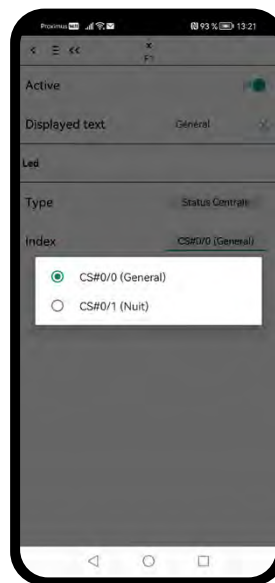 Proximus 93 % 13:21
< << x
F1
Active
Displayed text General
Led
Type Status Centrale
Index CS#0/0 (General)
CS#0/0 (General)
CS#0/1 (Nuit)